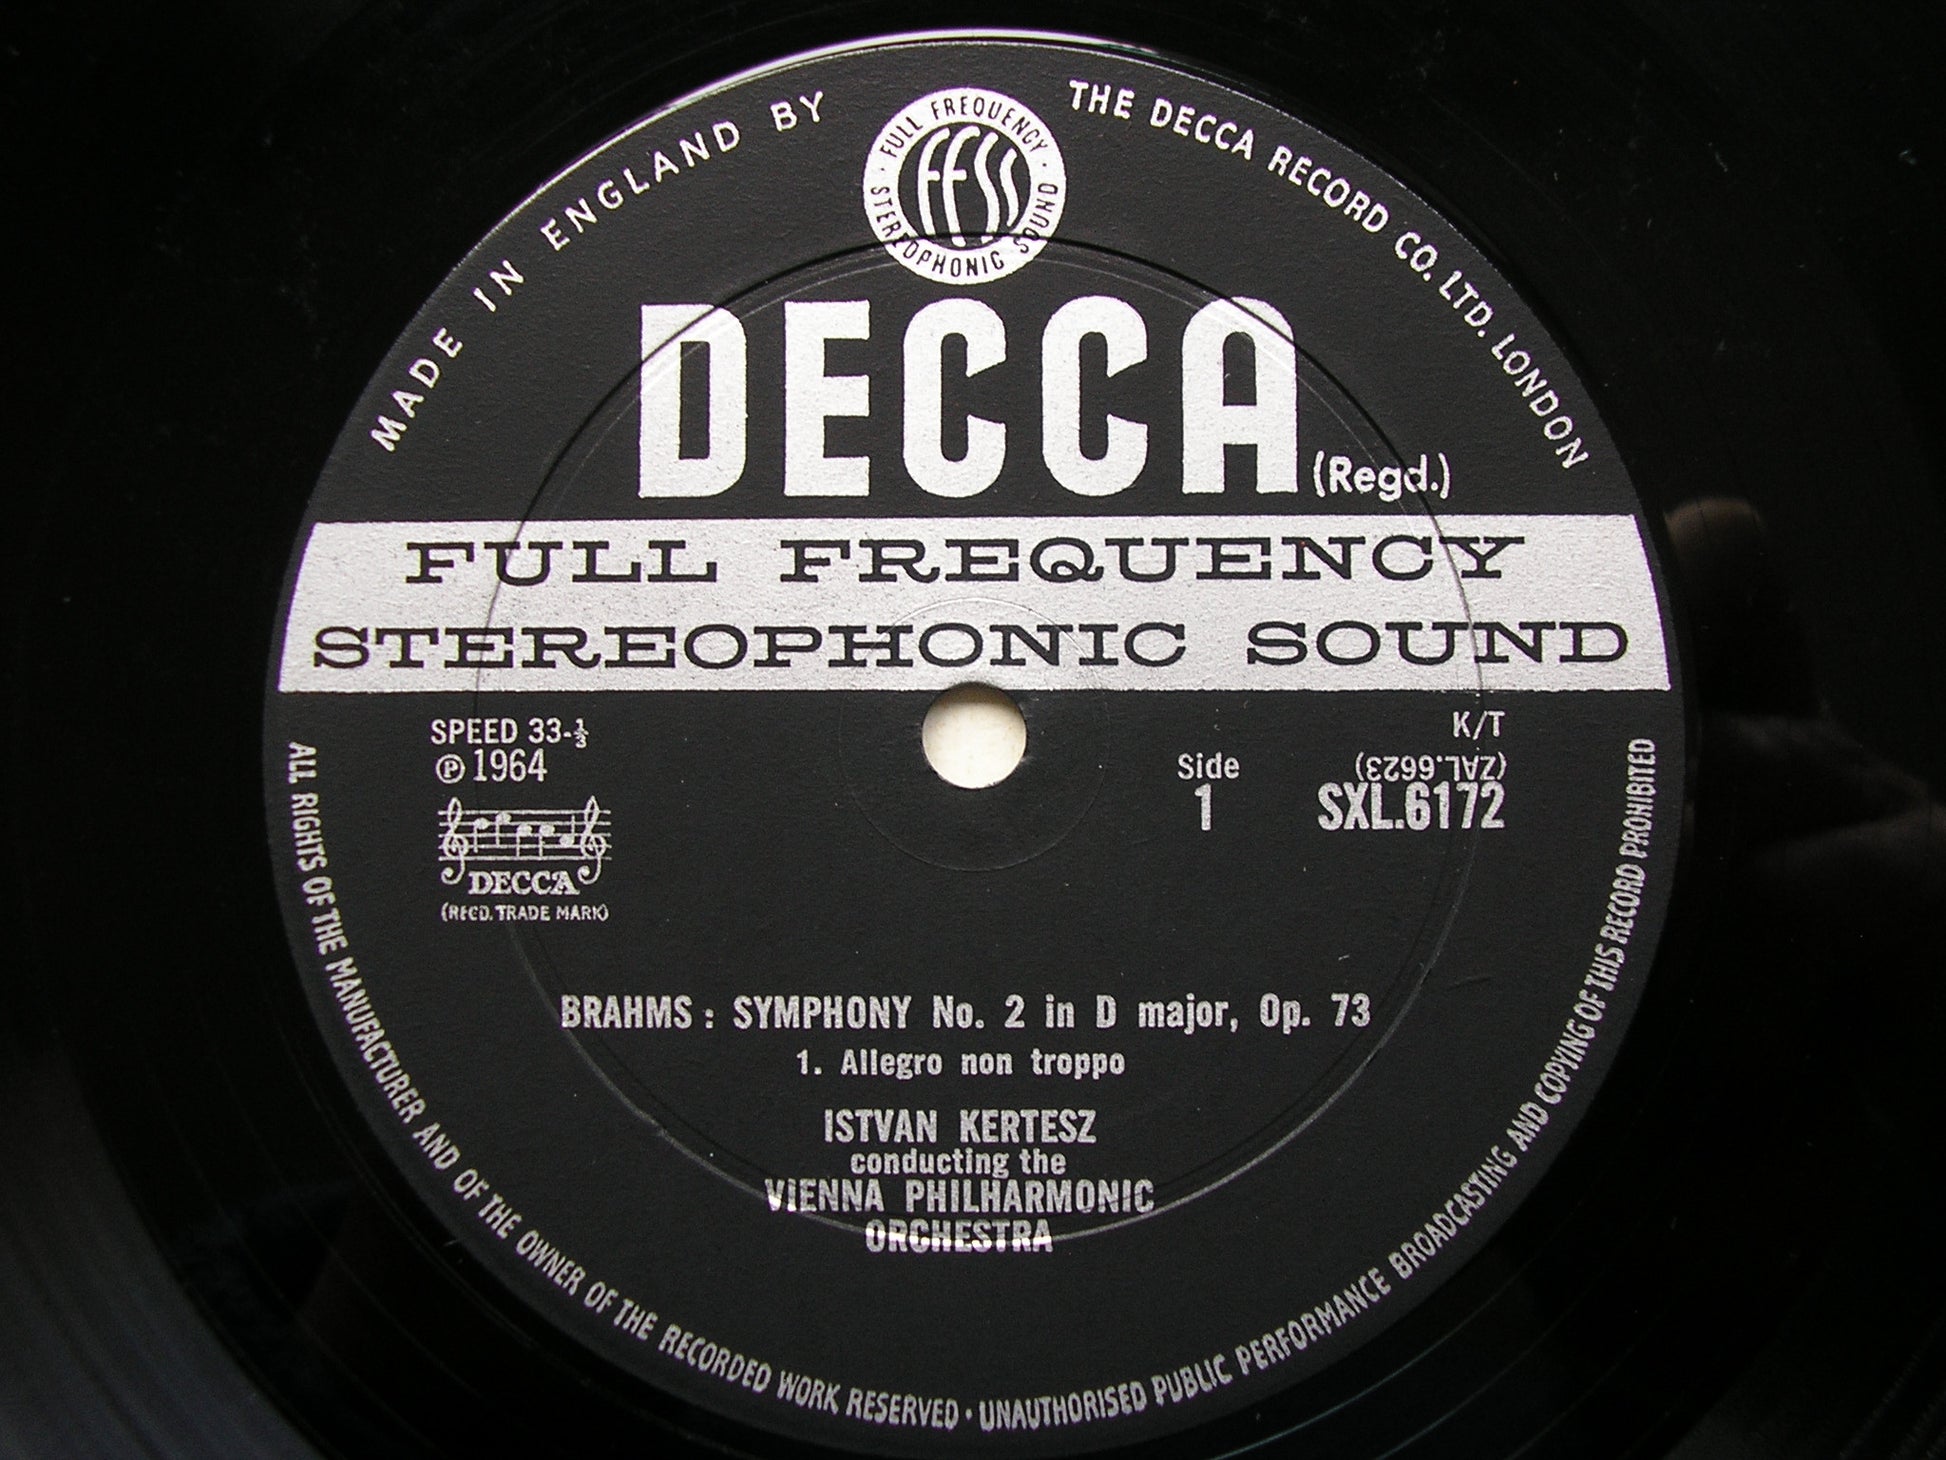 MADE IN ENGLAND BY
THE DECCA RECORD CO. LTD. LONDON
FULL FREQUENCY
FFSS
STEREOPHONIC SOUND
DECCA (Regd.)
FULL FREQUENCY
STEREOPHONIC SOUND
SPEED 33-⅓
℗ 1964
DECCA
(REGD. TRADE MARK)
K/T
(ZAL.6623)
Side
1
SXL.6172
BRAHMS : SYMPHONY No. 2 in D major, Op. 73
1. Allegro non troppo
ISTVAN KERTESZ
conducting the
VIENNA PHILHARMONIC
ORCHESTRA
ALL RIGHTS OF THE MANUFACTURER AND OF THE OWNER OF THE RECORDED WORK RESERVED · UNAUTHORISED PUBLIC PERFORMANCE BROADCASTING AND COPYING OF THIS RECORD PROHIBITED